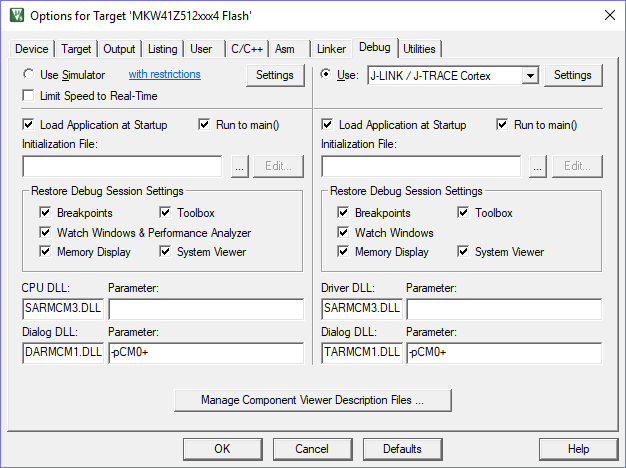 Options for Target 'MKW41Z512xxx4 Flash'
Device Target Output Listing User C/C++ Asm Linker Debug Utilities
Use Simulator with restrictions Settings
Limit Speed to Real-Time
Use: J-LINK / J-TRACE Cortex Settings
Load Application at Startup Run to main()
Initialization File:
... Edit...
Restore Debug Session Settings
Breakpoints Toolbox
Watch Windows & Performance Analyzer
Memory Display System Viewer
CPU DLL: Parameter:
SARMCM3.DLL
Dialog DLL: Parameter:
DARMCM1.DLL -pCM0+
Load Application at Startup Run to main()
Initialization File:
... Edit...
Restore Debug Session Settings
Breakpoints Toolbox
Watch Windows
Memory Display System Viewer
Driver DLL: Parameter:
SARMCM3.DLL
Dialog DLL: Parameter:
TARMCM1.DLL -pCM0+
Manage Component Viewer Description Files ...
OK Cancel Defaults Help